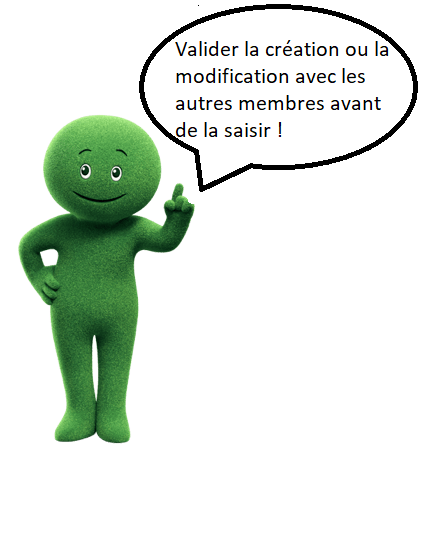 Valider la création ou la
modification avec les
autres membres avant
de la saisir !